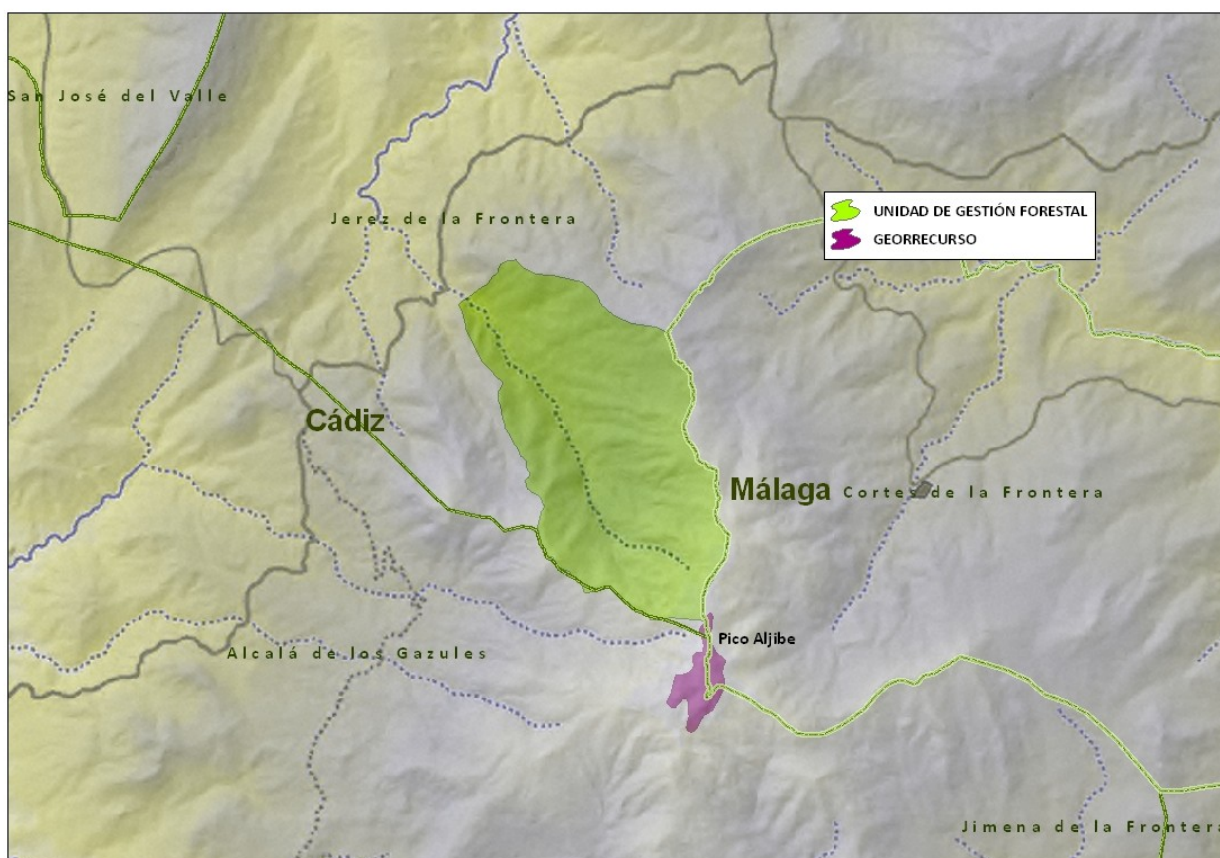 San José del Valle
Jerez de la Frontera
UNIDAD DE GESTIÓN FORESTAL
GEORRECURSO
Cádiz
Málaga
Cortes de la Frontera
Pico Aljibe
Alcalá de los Gazules
Jimena de la Frontera